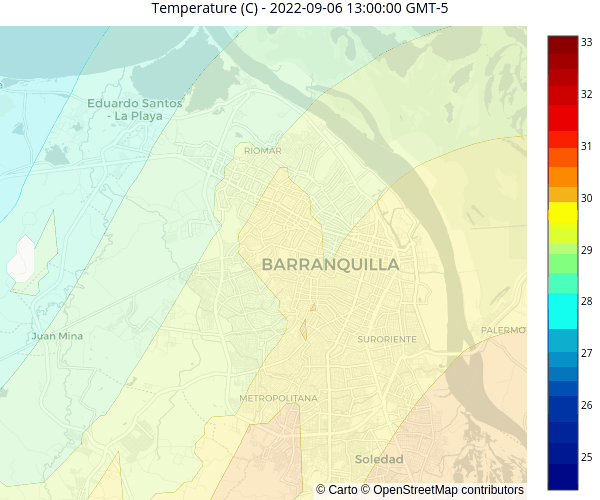 Temperature (C) - 2022-09-06 13:00:00 GMT-5
33
Eduardo Santos
- La Playa
32
RIOMAR
31
30
29
BARRANQUILLA
28
Juan Mina
SURORIENTE
PALERMO
27
METROPOLITANA
26
Soledad
25
© Carto © OpenStreetMap contributors